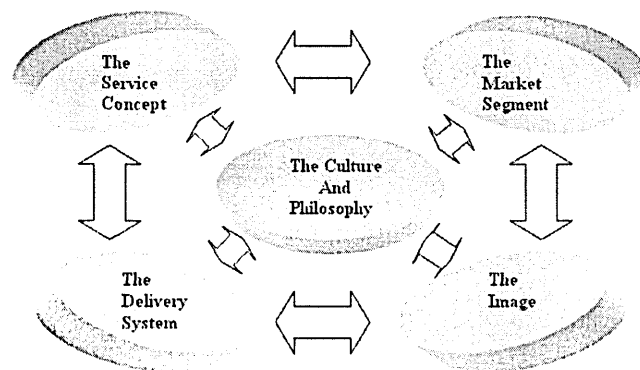 The
Service
Concept
The
Market
Segment
The Culture
And
Philosophy
The
Delivery
System
The
Image